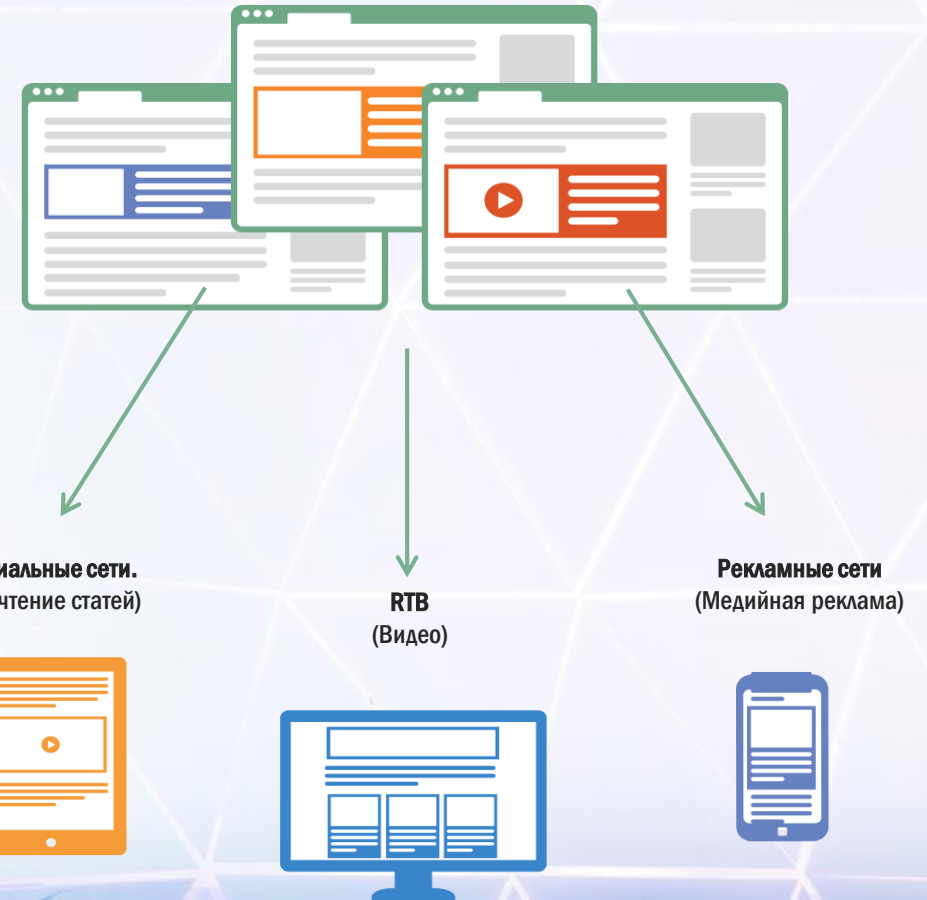 иальные сети.
чтение статей)
RTB
(Видео)
Рекламные сети
(Медийная реклама)